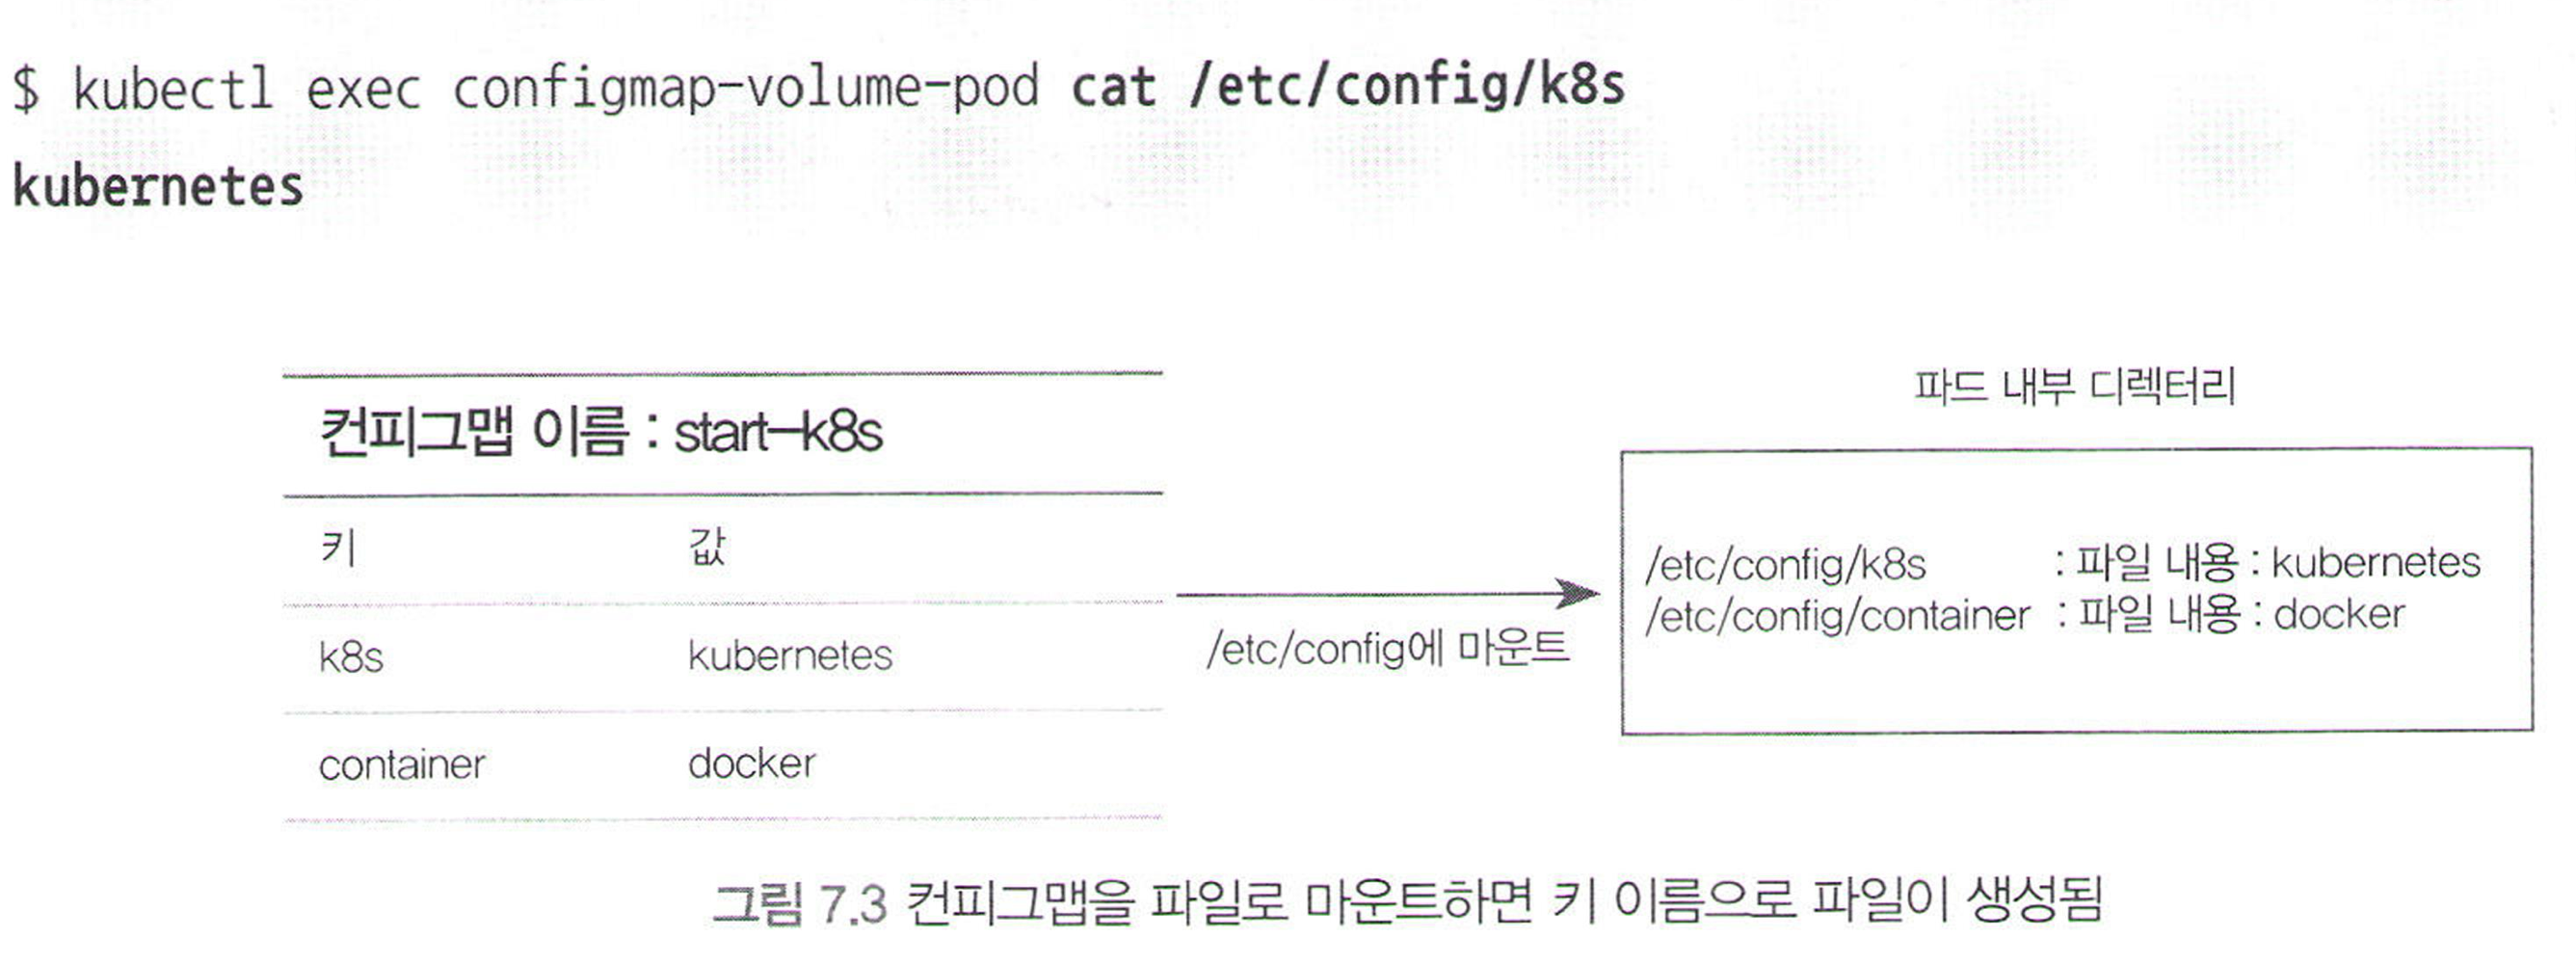 $ kubectl exec configmap-volume-pod cat /etc/config/k8s
kubernetes
컨피그맵 이름 : start-k8s
키 값
k8s kubernetes
container docker
/etc/config에 마운트
파드 내부 디렉터리
/etc/config/k8s : 파일 내용 : kubernetes
/etc/config/container : 파일 내용 : docker
그림 7.3 컨피그맵을 파일로 마운트하면 키 이름으로 파일이 생성됨